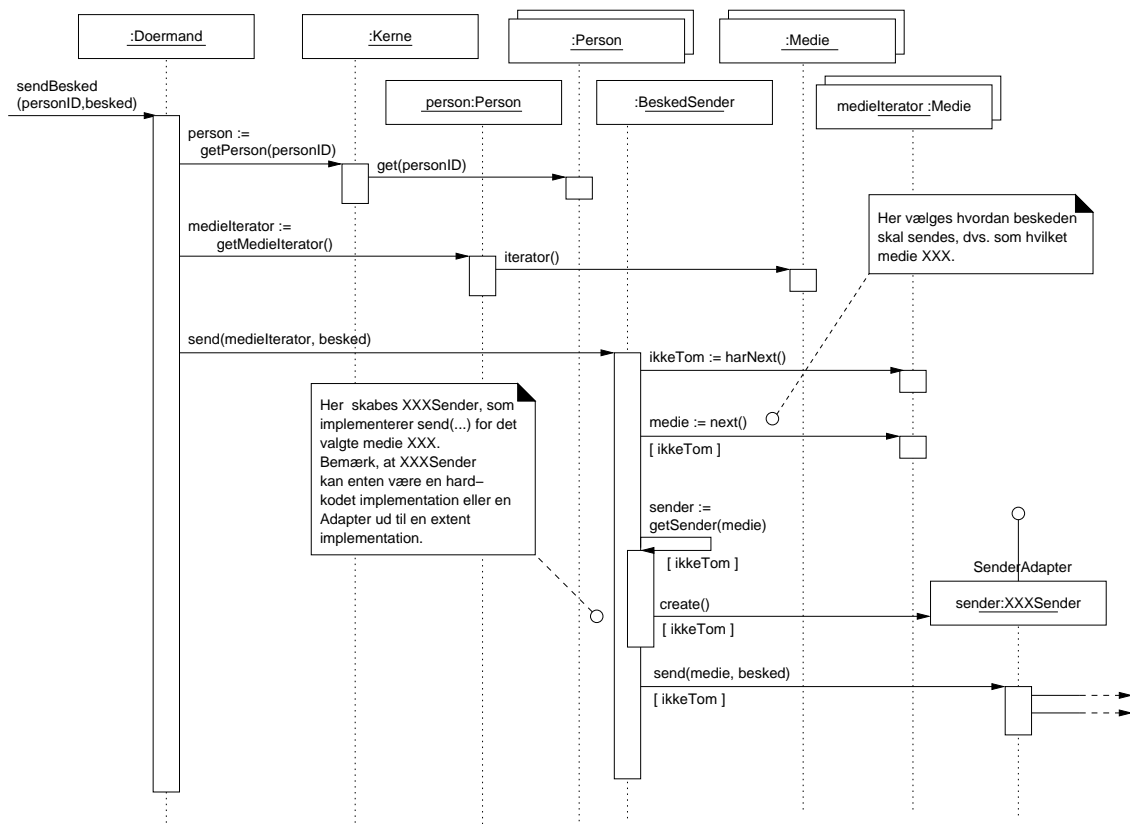 :Doermand
:Kerne
:Person
:Medie
sendBesked
(personID,besked)
person:Person
:BeskedSender
medieIterator :Medie
person :=
getPerson(personID)
get(personID)
medieIterator :=
getMedieIterator()
iterator()
Her vælges hvordan beskeden
skal sendes, dvs. som hvilket
medie XXX.
send(medieIterator, besked)
ikkeTom := harNext()
Her skabes XXXSender, som
implementerer send(...) for det
valgte medie XXX.
Bemærk, at XXXSender
kan enten være en hard–
kodet implementation eller en
Adapter ud til en extent
implementation.
medie := next()
[ ikkeTom ]
sender :=
getSender(medie)
[ ikkeTom ]
SenderAdapter
sender:XXXSender
create()
[ ikkeTom ]
send(medie, besked)
[ ikkeTom ]